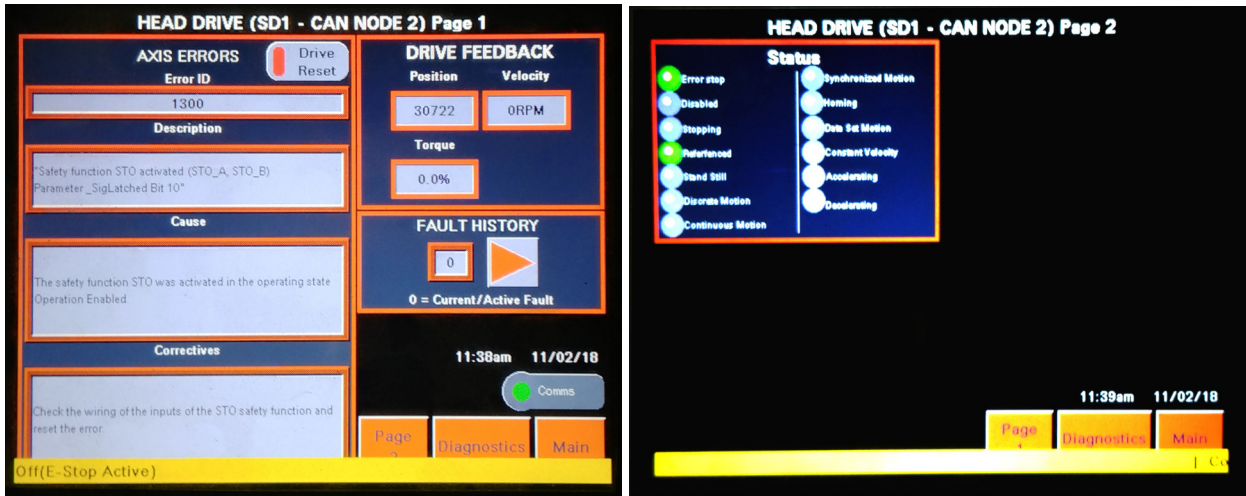 HEAD DRIVE (SD1 - CAN NODE 2) Page 1
AXIS ERRORS
Drive
Reset
Error ID
1300
Description
"Safety function STO activated (STO_A, STO_B)
Parameter _SigLatched Bit 10"
Cause
The safety function STO was activated in the operating state
Operation Enabled.
Correctives
Check the wiring of the inputs of the STO safety function and
reset the error.
DRIVE FEEDBACK
Position Velocity
30722 0RPM
Torque
0.0%
FAULT HISTORY
0
0 = Current/Active Fault
11:38am 11/02/18
Comms
Page
Diagnostics
Main
Off(E-Stop Active)
HEAD DRIVE (SD1 - CAN NODE 2) Page 2
Status
Error stop
Disabled
Stopping
Referfenced
Stand Still
Discrete Motion
Continuous Motion
Synchronized Motion
Homing
Data Set Motion
Constant Velocity
Accelerating
Decelerating
11:39am 11/02/18
Page
1
Diagnostics
Main